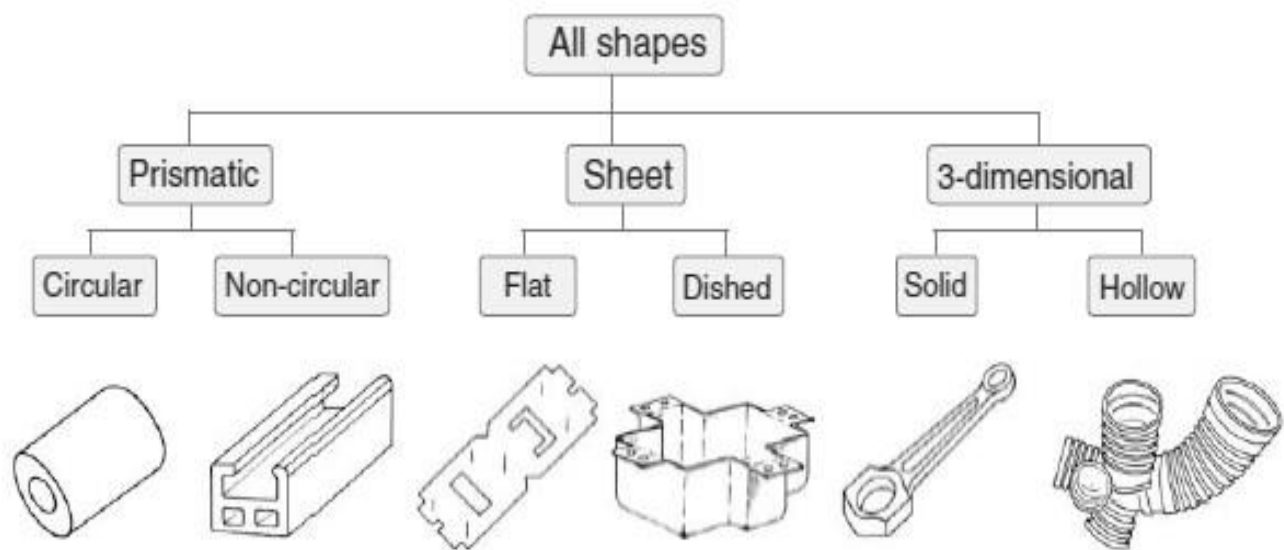 All shapes
Prismatic
Sheet
3-dimensional
Circular
Non-circular
Flat
Dished
Solid
Hollow